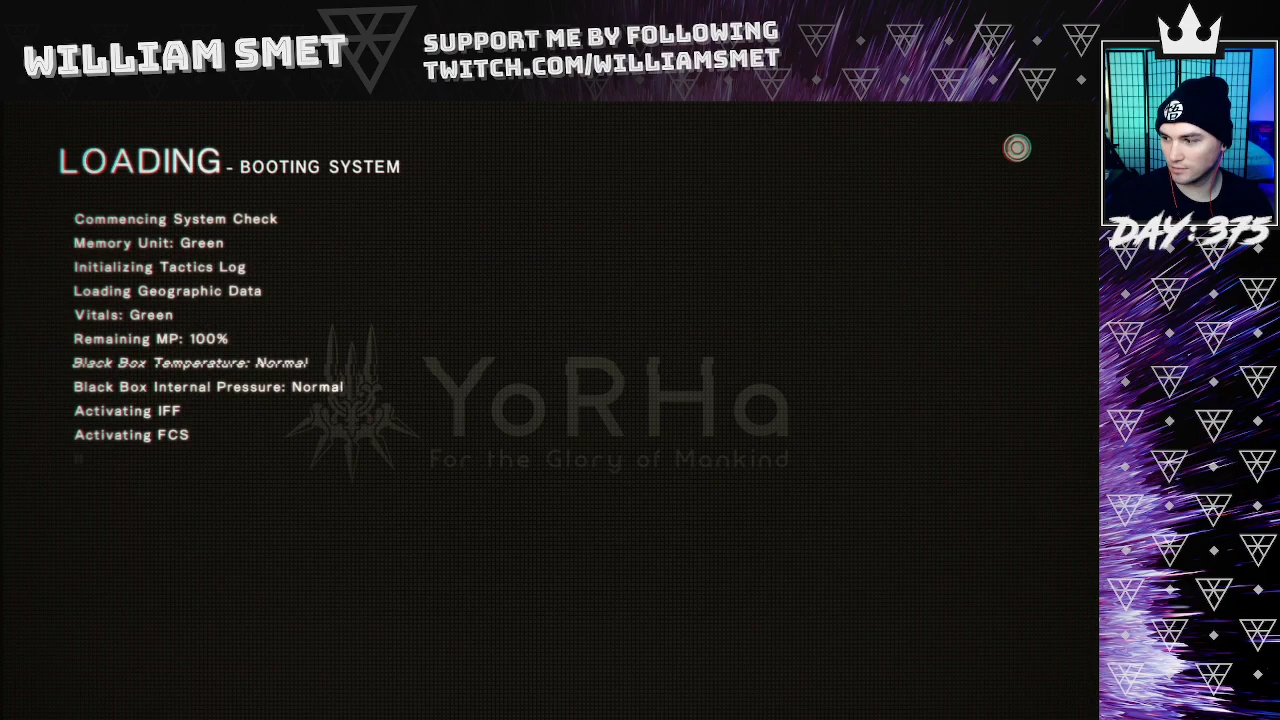 WILLIAM SMET
SUPPORT ME BY FOLLOWING
TWITCH.COM/WILLIAMSMET
LOADING - BOOTING SYSTEM
DAY: 375
Commencing System Check
Memory Unit: Green
Initializing Tactics Log
Loading Geographic Data
Vitals: Green
Remaining MP: 100%
Black Box Temperature: Normal
Black Box Internal Pressure: Normal
Activating IFF
Activating FCS
YoRHa
For the Glory of Mankind